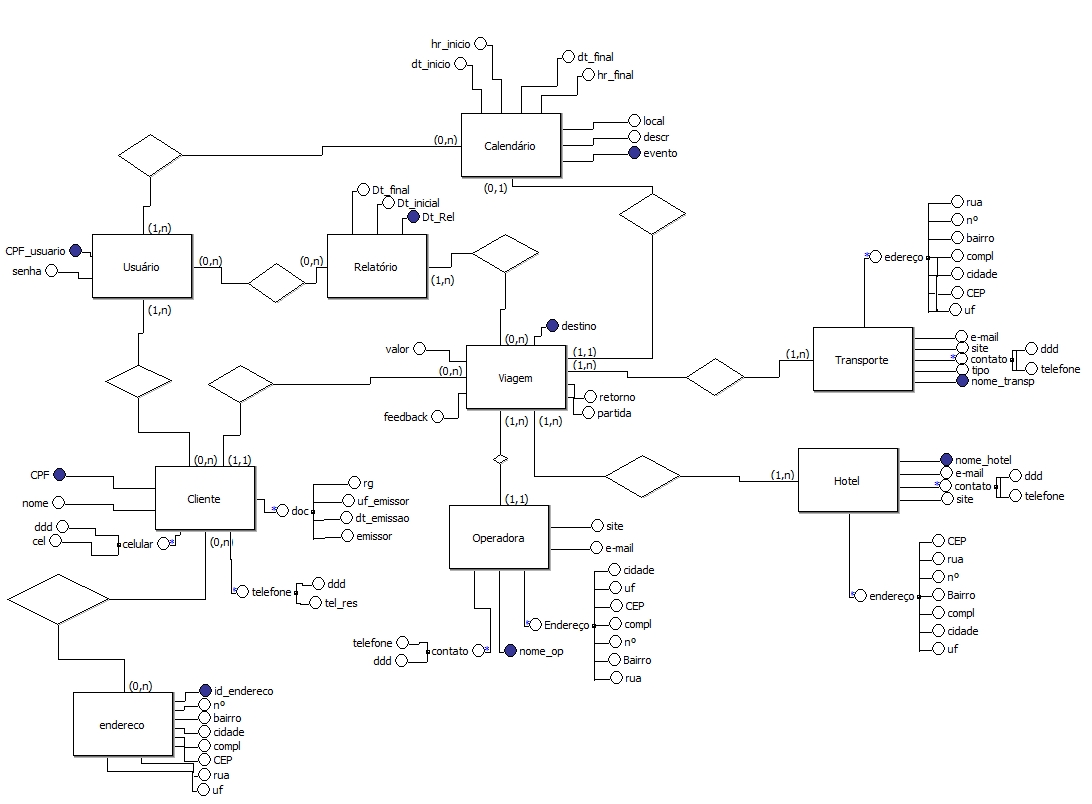 hr_inicio
dt_inicio
dt_final
hr_final
local
descr
evento
Calendário
(0,n)
(0,1)
(1,n)
CPF_usuario
senha
Usuário
(0,n)
(1,n)
Dt_final
Dt_inicial
Dt_Rel
Relatório
(0,n)
(1,n)
destino
(0,n)
valor
(0,n)
Viagem
feedback
(1,1)
(1,n)
retorno
partida
(1,n)
(1,n)
rua
nº
bairro
compl
cidade
CEP
uf
*
edereço
(1,n)
Transporte
e-mail
site
*
contato
ddd
telefone
tipo
nome_transp
(0,n)
(1,1)
CPF
nome
Cliente
ddd
cel
celular
*
(0,n)
*
doc
rg
uf_emissor
dt_emissao
emissor
*
telefone
ddd
tel_res
(1,1)
Operadora
site
e-mail
cidade
uf
CEP
compl
nº
Bairro
rua
*
Endereço
telefone
ddd
contato
*
nome_op
(1,n)
Hotel
nome_hotel
e-mail
*
contato
ddd
telefone
site
CEP
rua
nº
Bairro
compl
cidade
uf
*
endereço
(0,n)
endereco
id_endereco
nº
bairro
cidade
compl
CEP
rua
uf